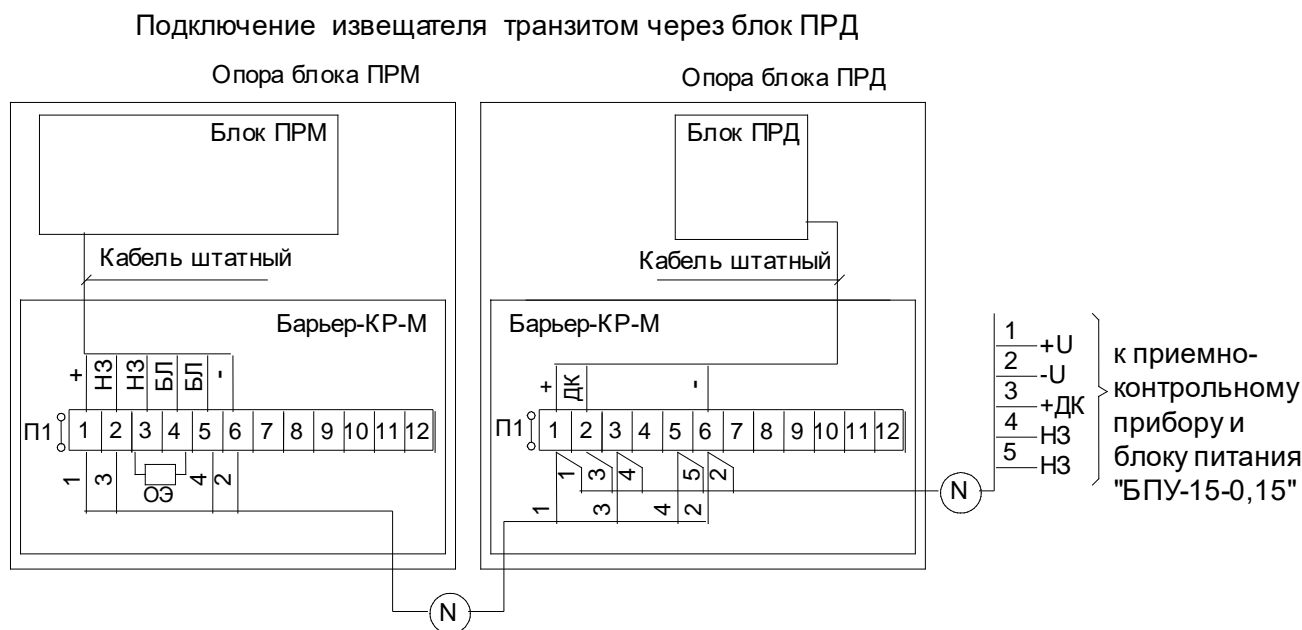 Подключение извещателя транзитом через блок ПРД
Опора блока ПРМ
Опора блока ПРД
Блок ПРМ
Блок ПРД
Кабель штатный
Кабель штатный
Барьер-КР-М
Барьер-КР-М
+ НЗ НЗ БЛ БЛ -
+ ДК -
П1 1 2 3 4 5 6 7 8 9 10 11 12
П1 1 2 3 4 5 6 7 8 9 10 11 12
1 3 ОЭ 4 2
1 3 4 5 2
1 3 4 2
N
N
1 +U
2 -U
3 +ДК
4 НЗ
5 НЗ
к приемно-
контрольному
прибору и
блоку питания
"БПУ-15-0,15"